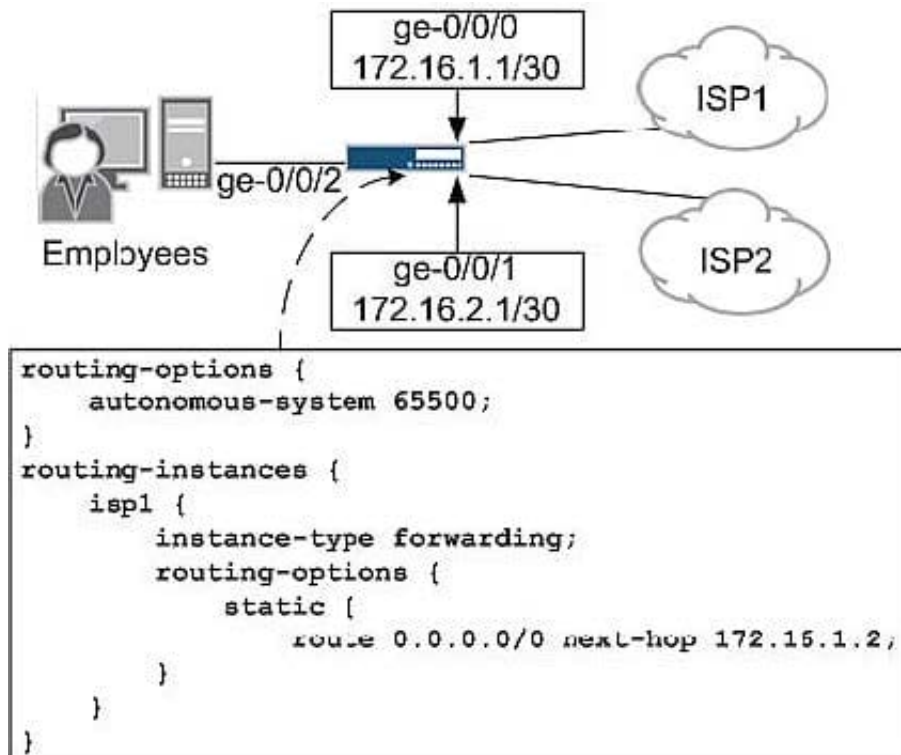 ge-0/0/0
172.16.1.1/30
ISP1
ge-0/0/2
Employees
ISP2
ge-0/0/1
172.16.2.1/30
routing-options {
    autonomous-system 65500;
}
routing-instances {
    isp1 {
        instance-type forwarding;
        routing-options {
            static {
                route 0.0.0.0/0 next-hop 172.16.1.2;
            }
        }
    }
}